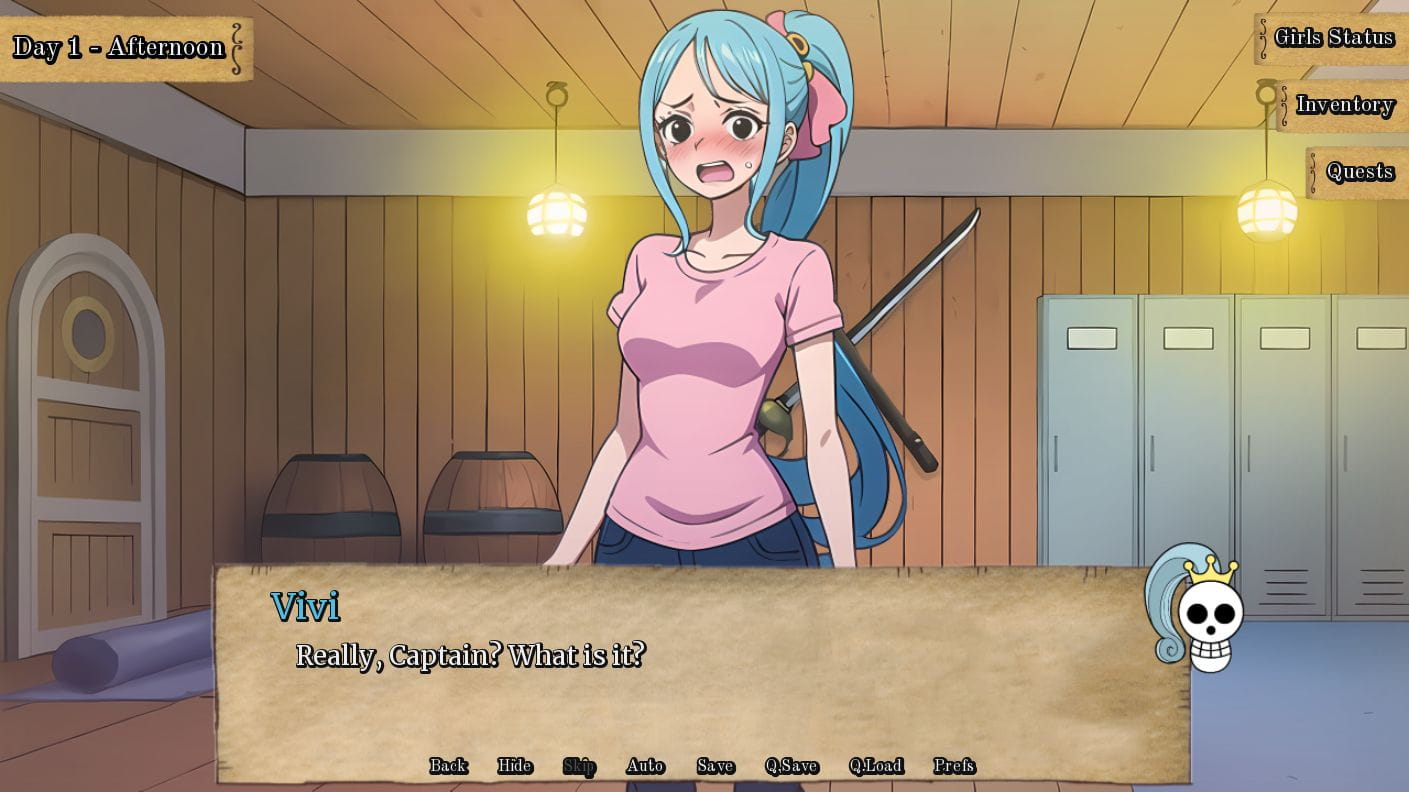 Day 1 - Afternoon
Girls Status
Inventory
Quests
Vivi
Really, Captain? What is it?
Back Hide Skip Auto Save Q.Save Q.Load Prefs